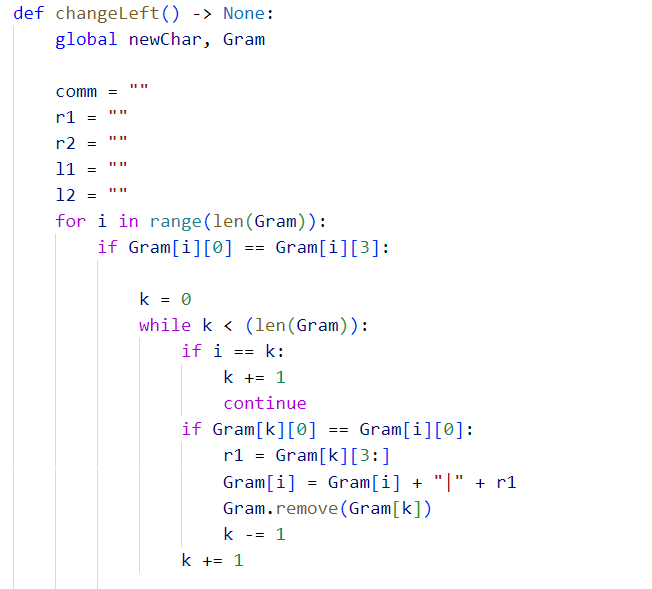 def changeLeft() -> None:
    global newChar, Gram

    comm = ""
    r1 = ""
    r2 = ""
    l1 = ""
    l2 = ""
    for i in range(len(Gram)):
        if Gram[i][0] == Gram[i][3]:

            k = 0
            while k < (len(Gram)):
                if i == k:
                    k += 1
                    continue
                if Gram[k][0] == Gram[i][0]:
                    r1 = Gram[k][3:]
                    Gram[i] = Gram[i] + "|" + r1
                    Gram.remove(Gram[k])
                    k -= 1
                k += 1